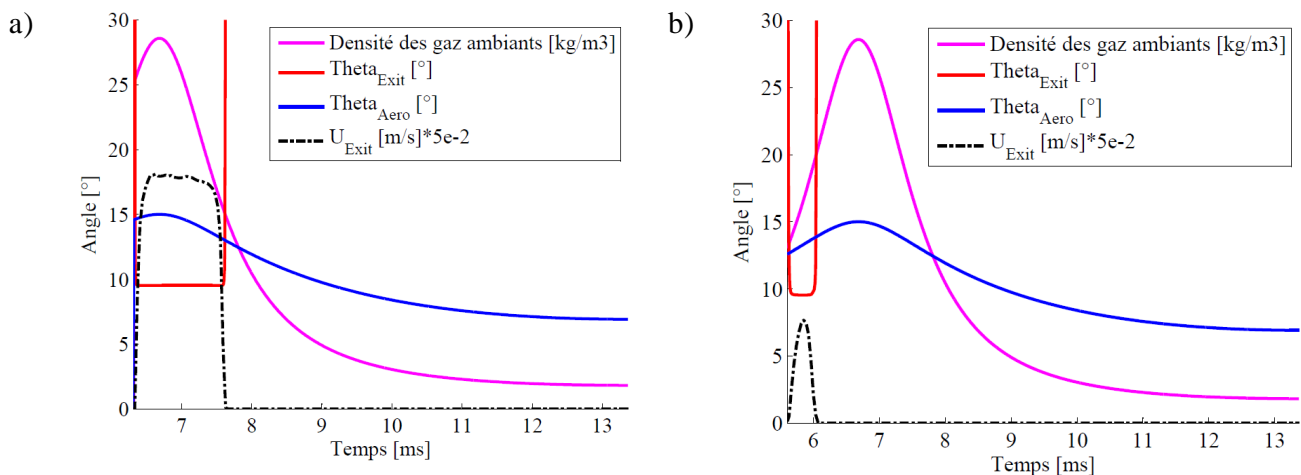 a)
30
25
20
15
10
5
0
Angle [°]
7
8
9
10
11
12
13
Temps [ms]
Densité des gaz ambiants [kg/m3]
Theta_Exit [°]
Theta_Aero [°]
U_Exit [m/s]*5e-2
b)
30
25
20
15
10
5
0
Angle [°]
6
7
8
9
10
11
12
13
Temps [ms]
Densité des gaz ambiants [kg/m3]
Theta_Exit [°]
Theta_Aero [°]
U_Exit [m/s]*5e-2